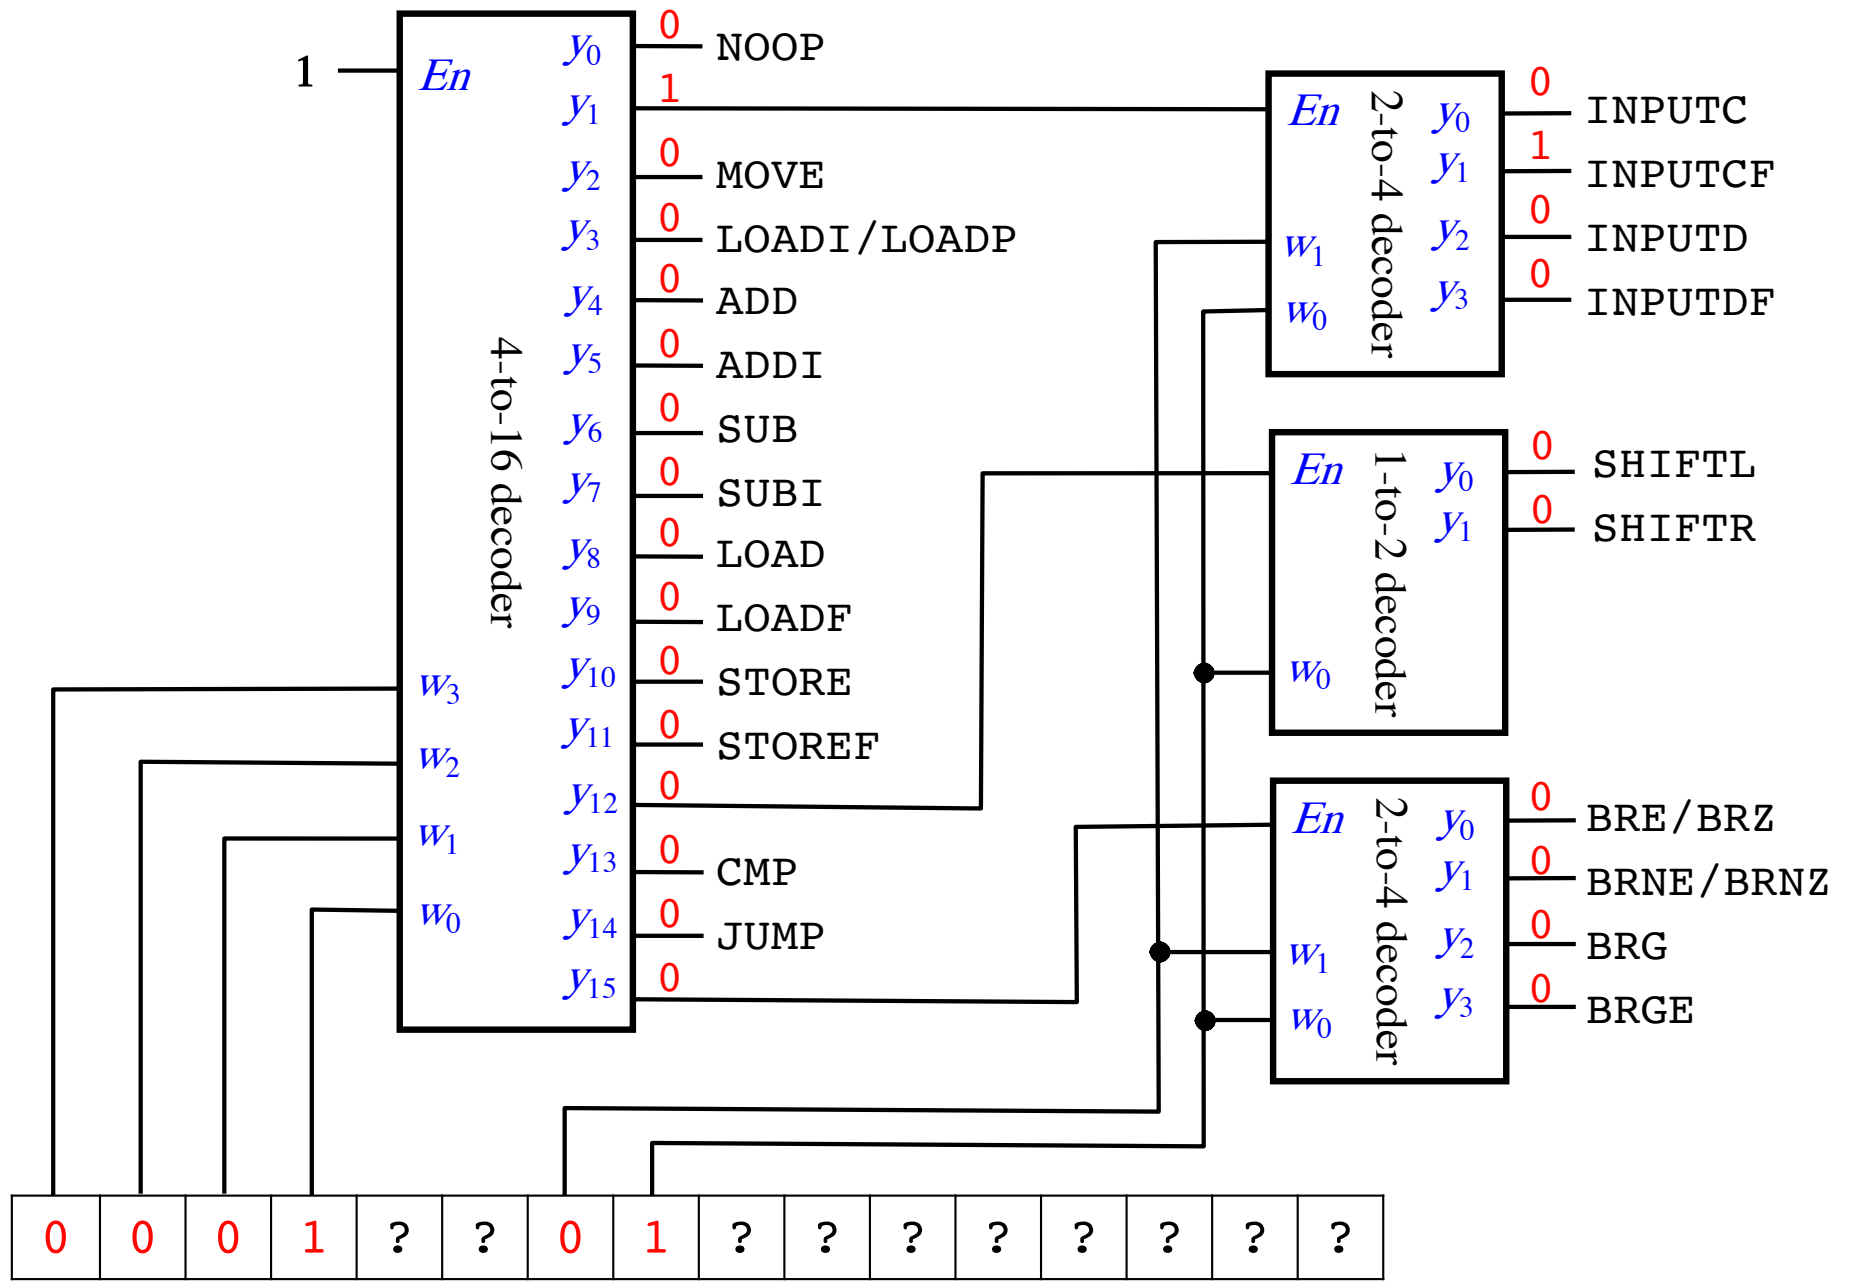 1
En
4-to-16 decoder
w3
w2
w1
w0
y0 0 NOOP
y1 1
y2 0 MOVE
y3 0 LOADI/LOADP
y4 0 ADD
y5 0 ADDI
y6 0 SUB
y7 0 SUBI
y8 0 LOAD
y9 0 LOADF
y10 0 STORE
y11 0 STOREF
y12 0
y13 0 CMP
y14 0 JUMP
y15 0
En
w1
w0
2-to-4 decoder
y0 0 INPUTC
y1 1 INPUTCF
y2 0 INPUTD
y3 0 INPUTDF
En
w0
1-to-2 decoder
y0 0 SHIFTL
y1 0 SHIFTR
En
w1
w0
2-to-4 decoder
y0 0 BRE/BRZ
y1 0 BRNE/BRNZ
y2 0 BRG
y3 0 BRGE
0 0 0 1 ? ? 0 1 ? ? ? ? ? ? ? ?